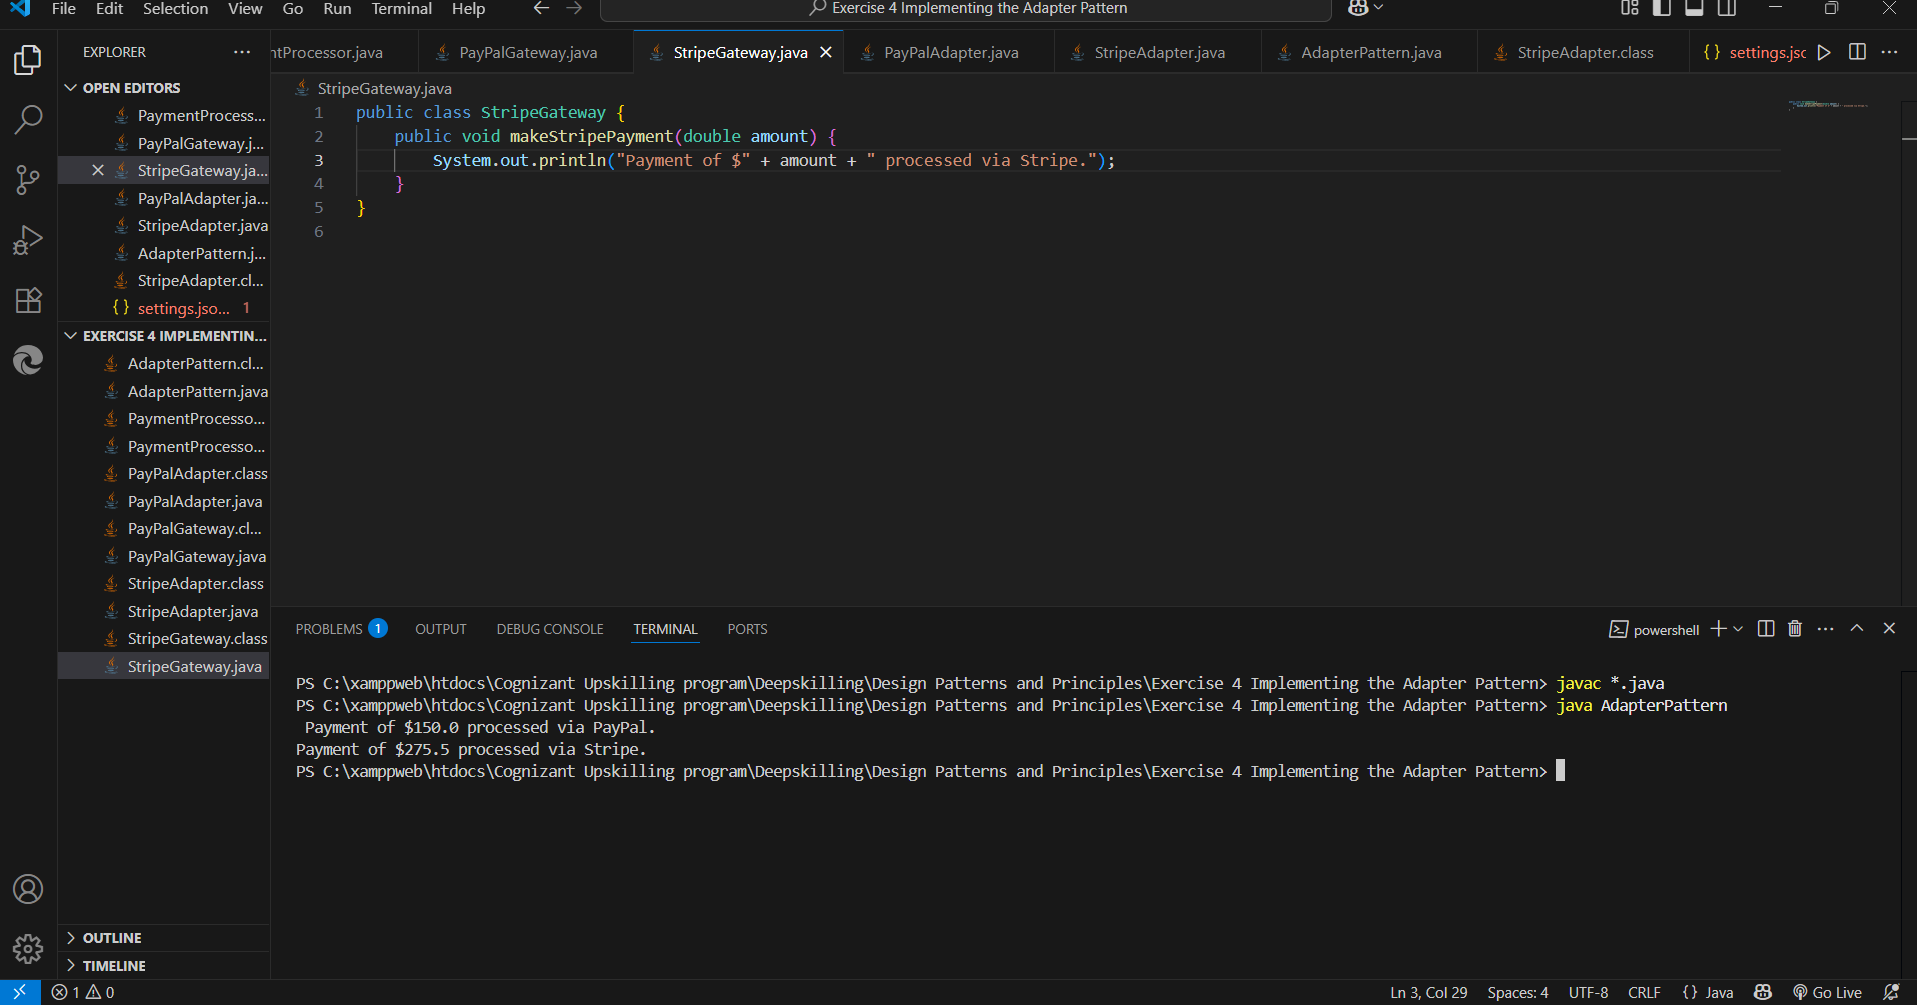 File Edit Selection View Go Run Terminal Help
Exercise 4 Implementing the Adapter Pattern
EXPLORER
ntProcessor.java
PayPalGateway.java
StripeGateway.java
PayPalAdapter.java
StripeAdapter.java
AdapterPattern.java
StripeAdapter.class
{} settings.jsc
OPEN EDITORS
PaymentProcess...
PayPalGateway.j...
StripeGateway.ja...
PayPalAdapter.ja...
StripeAdapter.java
AdapterPattern.j...
StripeAdapter.cl...
{} settings.jso... 1
EXERCISE 4 IMPLEMENTIN...
AdapterPattern.cl...
AdapterPattern.java
PaymentProcesso...
PaymentProcesso...
PayPalAdapter.class
PayPalAdapter.java
PayPalGateway.cl...
PayPalGateway.java
StripeAdapter.class
StripeAdapter.java
StripeGateway.class
StripeGateway.java
OUTLINE
TIMELINE
StripeGateway.java
1 public class StripeGateway {
2 public void makeStripePayment(double amount) {
3 System.out.println("Payment of $" + amount + " processed via Stripe.");
4 }
5 }
6
PROBLEMS 1 OUTPUT DEBUG CONSOLE TERMINAL PORTS
powershell
PS C:\xamppweb\htdocs\Cognizant Upskilling program\Deepskilling\Design Patterns and Principles\Exercise 4 Implementing the Adapter Pattern> javac *.java
PS C:\xamppweb\htdocs\Cognizant Upskilling program\Deepskilling\Design Patterns and Principles\Exercise 4 Implementing the Adapter Pattern> java AdapterPattern
Payment of $150.0 processed via PayPal.
Payment of $275.5 processed via Stripe.
PS C:\xamppweb\htdocs\Cognizant Upskilling program\Deepskilling\Design Patterns and Principles\Exercise 4 Implementing the Adapter Pattern>
1 0
Ln 3, Col 29 Spaces: 4 UTF-8 CRLF {} Java Go Live